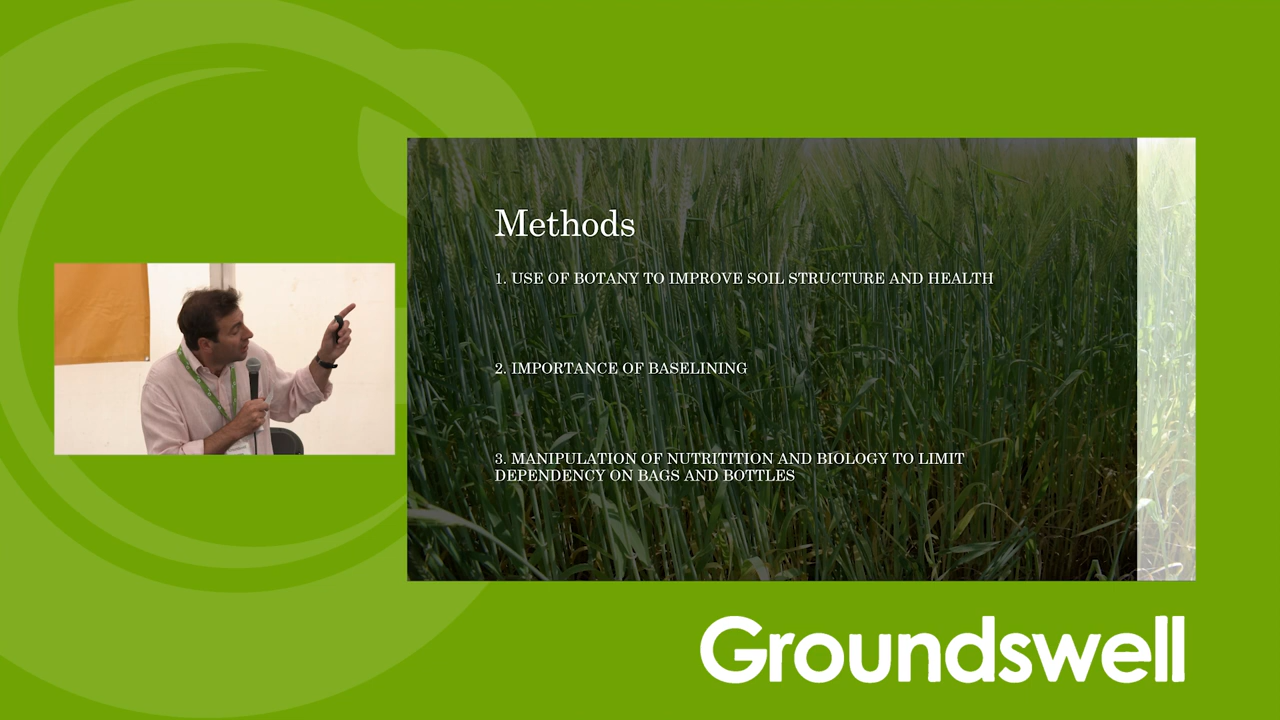 Methods
1. USE OF BOTANY TO IMPROVE SOIL STRUCTURE AND HEALTH
2. IMPORTANCE OF BASELINING
3. MANIPULATION OF NUTRITITION AND BIOLOGY TO LIMIT
DEPENDENCY ON BAGS AND BOTTLES
Groundswell